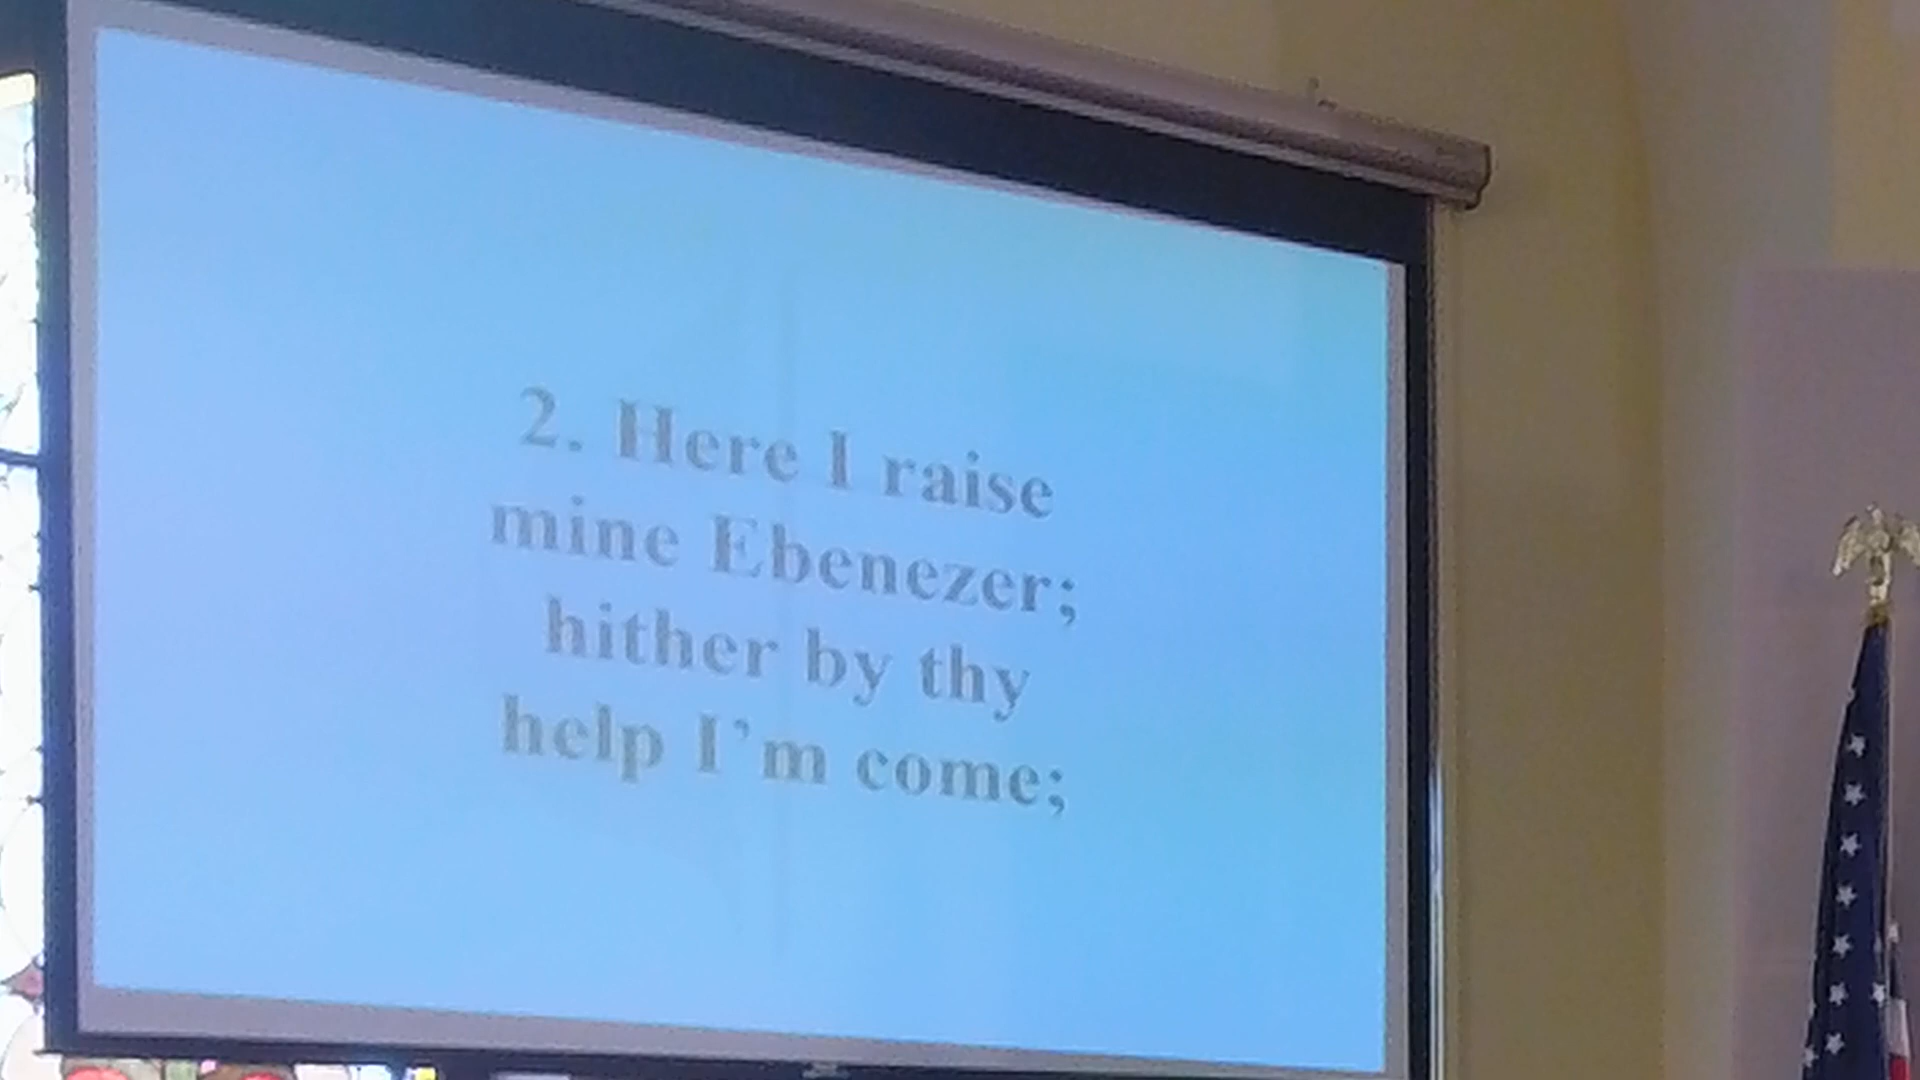 2. Here I raise
mine Ebenezer;
hither by thy
help I'm come;